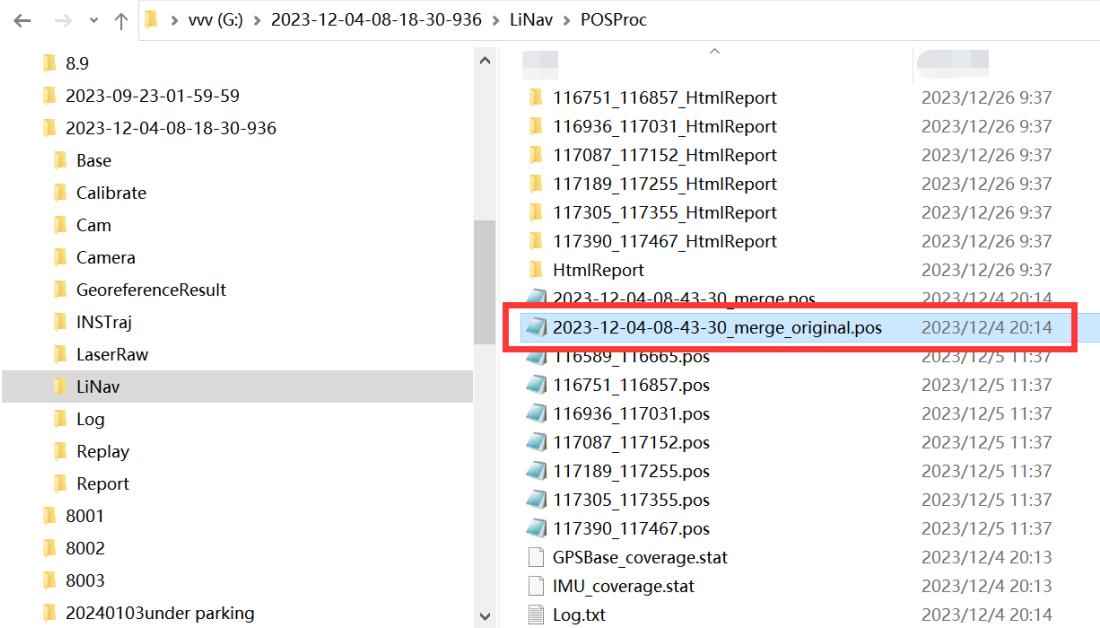 vvv (G:) > 2023-12-04-08-18-30-936 > LiNav > POSProc
8.9
2023-09-23-01-59-59
2023-12-04-08-18-30-936
Base
Calibrate
Cam
Camera
GeoreferenceResult
INSTraj
LaserRaw
LiNav
Log
Replay
Report
8001
8002
8003
20240103under parking
116751_116857_HtmlReport 2023/12/26 9:37
116936_117031_HtmlReport 2023/12/26 9:37
117087_117152_HtmlReport 2023/12/26 9:37
117189_117255_HtmlReport 2023/12/26 9:37
117305_117355_HtmlReport 2023/12/26 9:37
117390_117467_HtmlReport 2023/12/26 9:37
HtmlReport 2023/12/26 9:37
2023-12-04-08-43-30_merge.pos 2023/12/4 20:14
2023-12-04-08-43-30_merge_original.pos 2023/12/4 20:14
116589_116665.pos 2023/12/5 11:37
116751_116857.pos 2023/12/5 11:37
116936_117031.pos 2023/12/5 11:37
117087_117152.pos 2023/12/5 11:37
117189_117255.pos 2023/12/5 11:37
117305_117355.pos 2023/12/5 11:37
117390_117467.pos 2023/12/5 11:37
GPSBase_coverage.stat 2023/12/4 20:13
IMU_coverage.stat 2023/12/4 20:13
Log.txt 2023/12/4 20:14